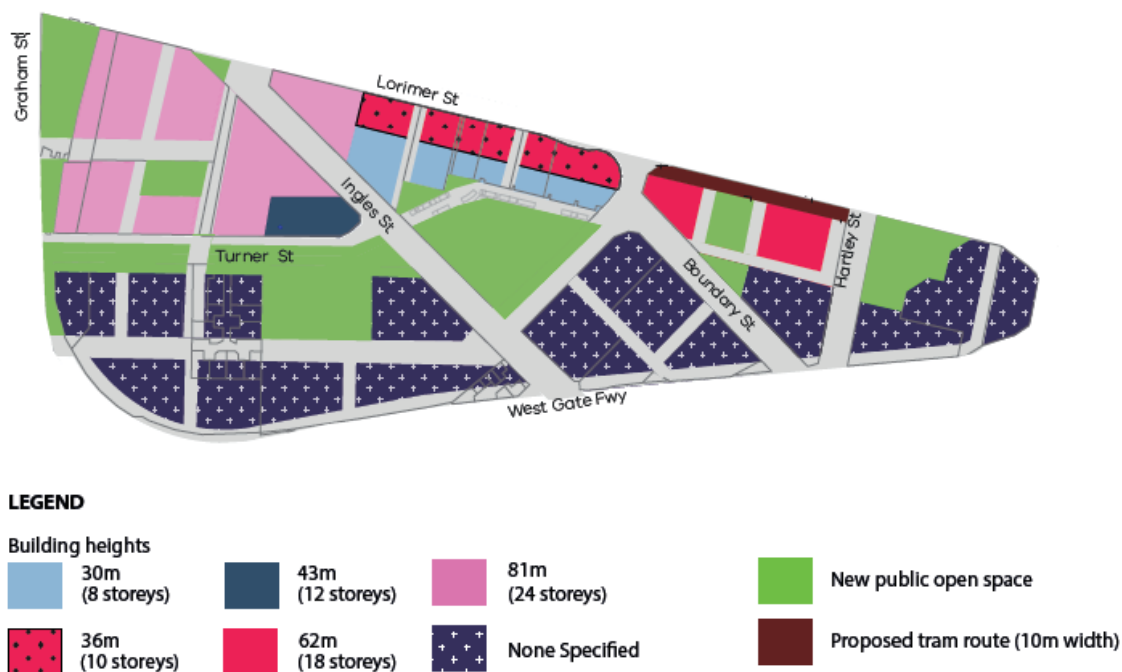 Graham St
Lorimer St
Ingles St
Turner St
Boundary St
Hartley St
West Gate Fwy
LEGEND
Building heights
30m
(8 storeys)
43m
(12 storeys)
81m
(24 storeys)
New public open space
36m
(10 storeys)
62m
(18 storeys)
None Specified
Proposed tram route (10m width)